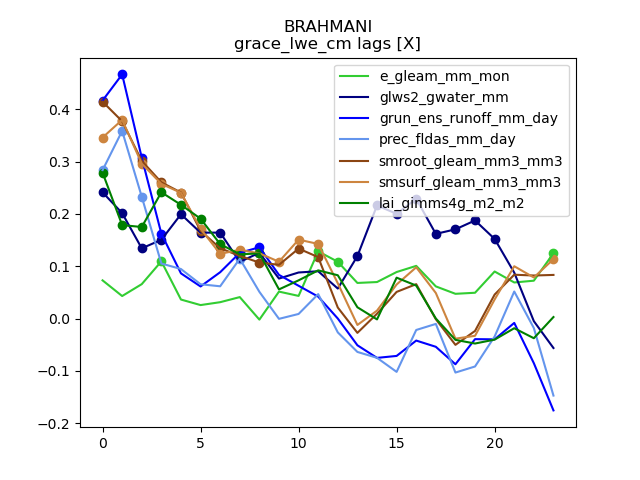 BRAHMANI
grace_lwe_cm lags [X]
e_gleam_mm_mon
glws2_gwater_mm
grun_ens_runoff_mm_day
prec_fldas_mm_day
smroot_gleam_mm3_mm3
smsurf_gleam_mm3_mm3
lai_gimms4g_m2_m2
0.4
0.3
0.2
0.1
0.0
−0.1
−0.2
0 5 10 15 20